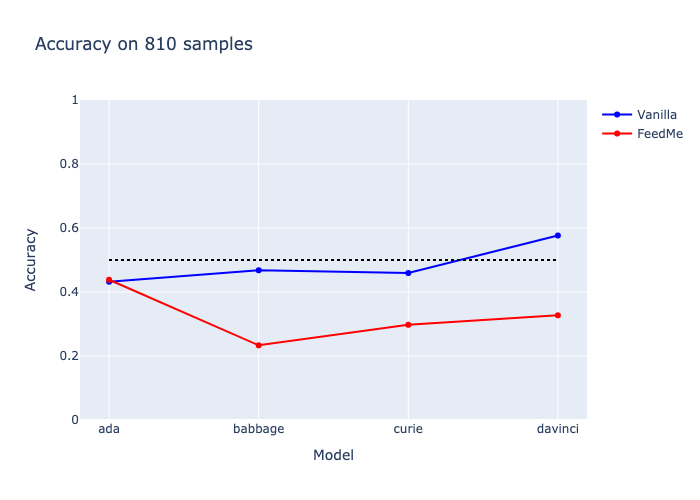 Accuracy on 810 samples
1
0.8
0.6
0.4
0.2
0
Accuracy
ada
babbage
curie
davinci
Model
Vanilla
FeedMe